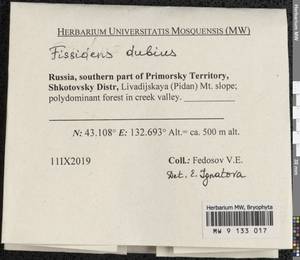 HERBARIUM UNIVERSITATIS MOSQUENSIS (MW)
Fissidens dubius
Russia, southern part of Primorsky Territory,
Shkotovsky Distr, Livadijskaya (Pidan) Mt. slope;
polydominant forest in creek valley.
N: 43.108° E: 132.693° Alt.= ca. 500 m alt.
11IX2019
Coll.: Fedosov V.E.
Det. E. Ignatova
Herbarium MW, Bryophyta
MW 9 133 017